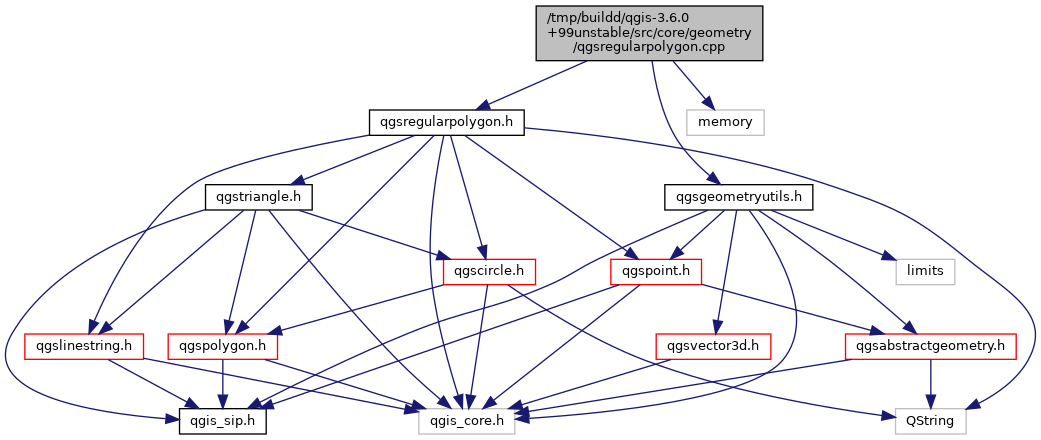 /tmp/buildd/qgis-3.6.0
+99unstable/src/core/geometry
/qgsregularpolygon.cpp
qgsregularpolygon.h
memory
qgstriangle.h
qgsgeometryutils.h
qgscircle.h
qgspoint.h
limits
qgslinestring.h
qgspolygon.h
qgsvector3d.h
qgsabstractgeometry.h
qgis_sip.h
qgis_core.h
QString